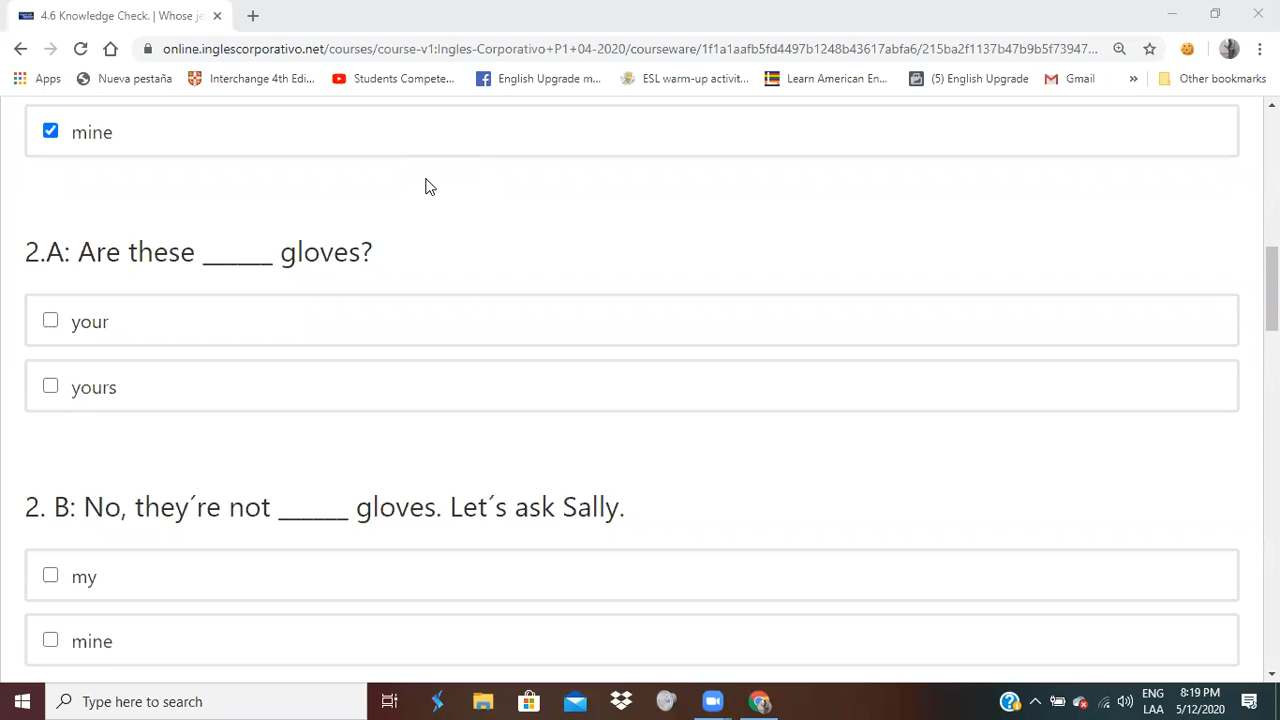 4.6 Knowledge Check. | Whose je
online.inglescorporativo.net/courses/course-v1:Ingles-Corporativo+P1+04-2020/courseware/1f1a1aafb5fd4497b1248b43617abfa6/215ba2f1137b47b9b5f73947...
Apps Nueva pestaña Interchange 4th Edi... Students Compete... English Upgrade m... ESL warm-up activit... Learn American En... (5) English Upgrade Gmail » Other bookmarks
mine
2.A: Are these ______ gloves?
your
yours
2. B: No, they´re not ______ gloves. Let´s ask Sally.
my
mine
Type here to search
ENG 8:19 PM
LAA 5/12/2020